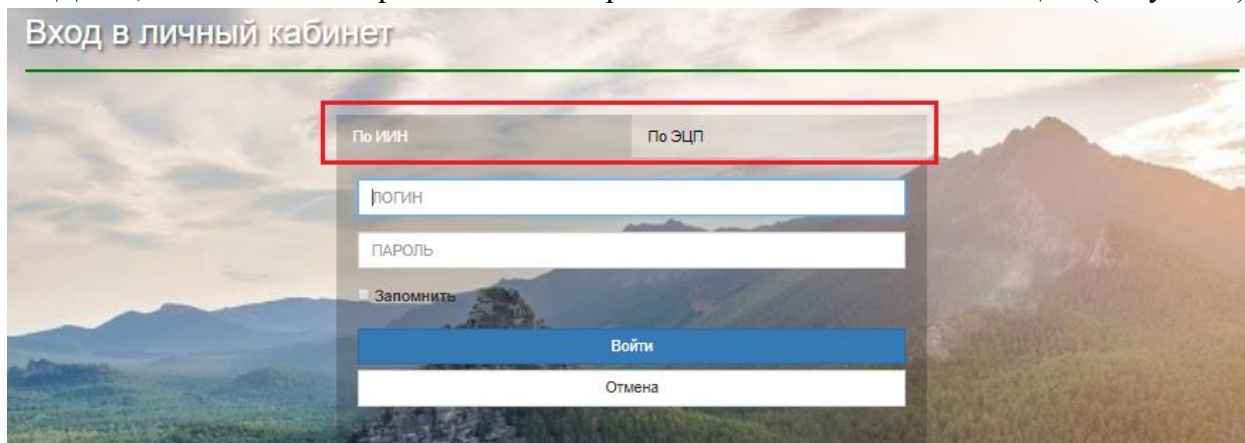 Вход в личный кабинет
По ИИН
По ЭЦП
ЛОГИН
ПАРОЛЬ
Запомнить
Войти
Отмена